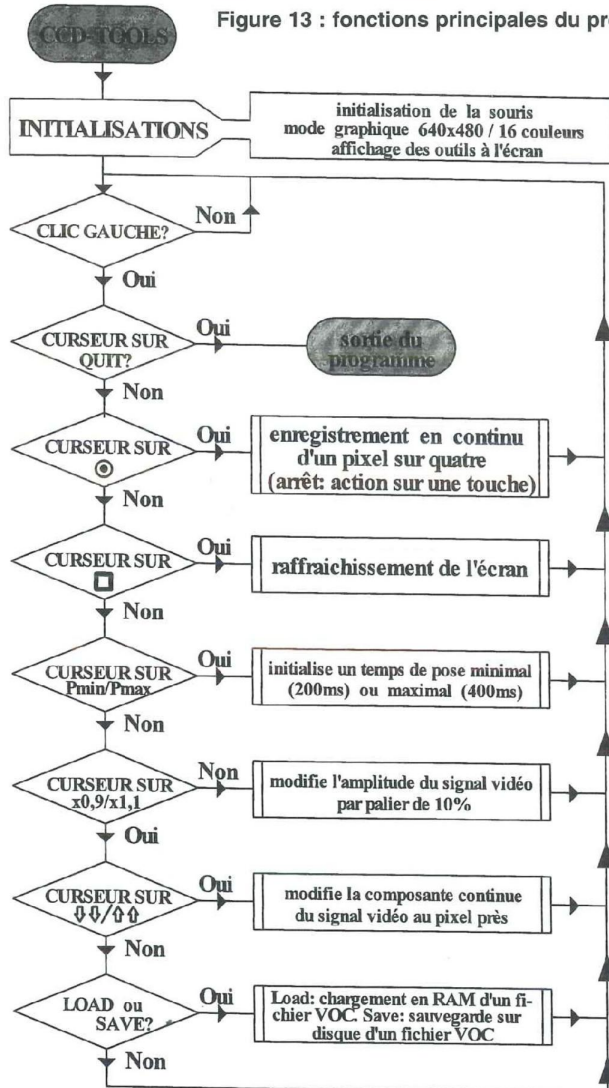 Figure 13 : fonctions principales du pr
CCD-TOOLS
INITIALISATIONS
initialisation de la souris
mode graphique 640x480 / 16 couleurs
affichage des outils à l'écran
CLIC GAUCHE?
Non
Oui
CURSEUR SUR
QUIT?
Oui
sortie du
programme
Non
CURSEUR SUR
Oui
enregistrement en continu
d'un pixel sur quatre
(arrêt: action sur une touche)
Non
CURSEUR SUR
Oui
raffraichissement de l'écran
Non
CURSEUR SUR
Pmin/Pmax
Oui
initialise un temps de pose minimal
(200ms) ou maximal (400ms)
Non
CURSEUR SUR
x0,9/x1,1
Non
modifie l'amplitude du signal vidéo
par palier de 10%
Oui
CURSEUR SUR
⇩⇩/⇧⇧
Oui
modifie la composante continue
du signal vidéo au pixel près
Non
LOAD ou
SAVE?
Oui
Load: chargement en RAM d'un fi-
chier VOC. Save: sauvegarde sur
disque d'un fichier VOC
Non